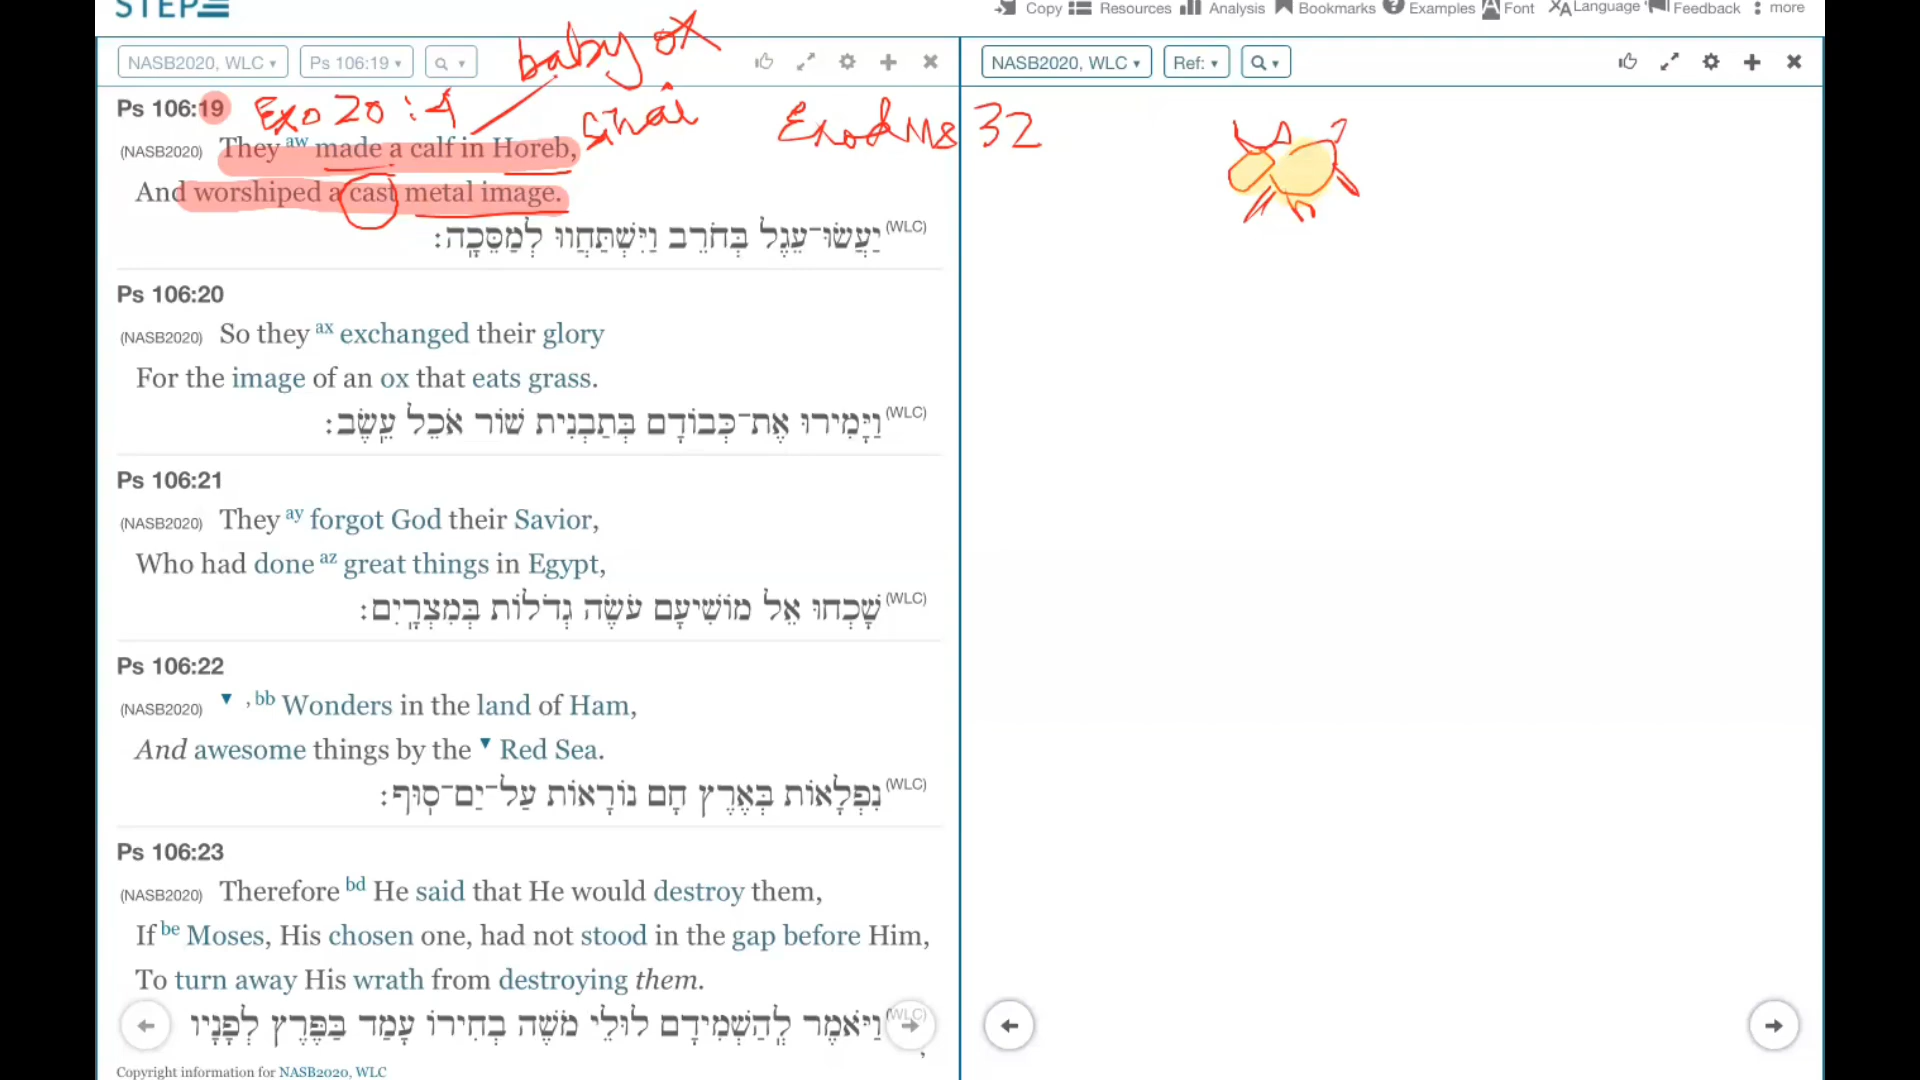 STEP
Copy Resources Analysis Bookmarks Examples Font Language Feedback more
NASB2020, WLC Ps 106:19
baby ox
NASB2020, WLC Ref:
Ps 106:19
Exo 20:4
Sinai
Exodus 32
(NASB2020) They aw made a calf in Horeb,
And worshiped a cast metal image.
יַעֲשׂוּ־עֵגֶל בְּחֹרֵב וַיִּשְׁתַּחֲווּ לְמַסֵּכָֽה׃ (WLC)
Ps 106:20
(NASB2020) So they ax exchanged their glory
For the image of an ox that eats grass.
וַיָּמִירוּ אֶת־כְּבוֹדָם בְּתַבְנִית שׁוֹר אֹכֵל עֵֽשֶׂב׃ (WLC)
Ps 106:21
(NASB2020) They ay forgot God their Savior,
Who had done az great things in Egypt,
שָׁכְחוּ אֵל מוֹשִׁיעָם עֹשֶׂה גְדֹלוֹת בְּמִצְרָֽיִם׃ (WLC)
Ps 106:22
(NASB2020) ▼ , bb Wonders in the land of Ham,
And awesome things by the ▼ Red Sea.
נִפְלָאוֹת בְּאֶרֶץ חָם נוֹרָאוֹת עַל־יַם־סֽוּף׃ (WLC)
Ps 106:23
(NASB2020) Therefore bd He said that He would destroy them,
If be Moses, His chosen one, had not stood in the gap before Him,
To turn away His wrath from destroying them.
וַיֹּאמֶר לְֽהַשְׁמִידָם לוּלֵי מֹשֶׁה בְחִירוֹ עָמַד בַּפֶּרֶץ לְפָנָיו (WLC)
Copyright information for NASB2020, WLC